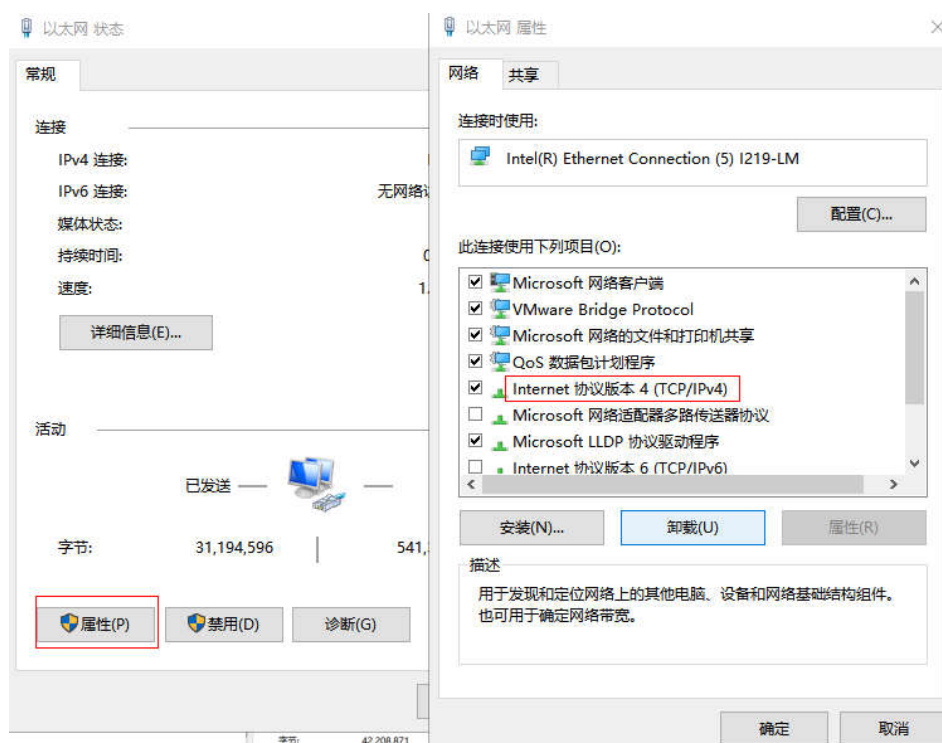 以太网 状态
常规
连接
IPv4 连接:
IPv6 连接:
无网络
媒体状态:
持续时间:
速度:
1.
详细信息(E)...
活动
已发送
字节:
31,194,596
541,
属性(P)
禁用(D)
诊断(G)
字节:
42,208,871
以太网 属性
网络
共享
连接时使用:
Intel(R) Ethernet Connection (5) I219-LM
配置(C)...
此连接使用下列项目(O):
Microsoft 网络客户端
VMware Bridge Protocol
Microsoft 网络的文件和打印机共享
QoS 数据包计划程序
Internet 协议版本 4 (TCP/IPv4)
Microsoft 网络适配器多路传送器协议
Microsoft LLDP 协议驱动程序
Internet 协议版本 6 (TCP/IPv6)
安装(N)...
卸载(U)
属性(R)
描述
用于发现和定位网络上的其他电脑、设备和网络基础结构组件。
也可用于确定网络带宽。
确定
取消